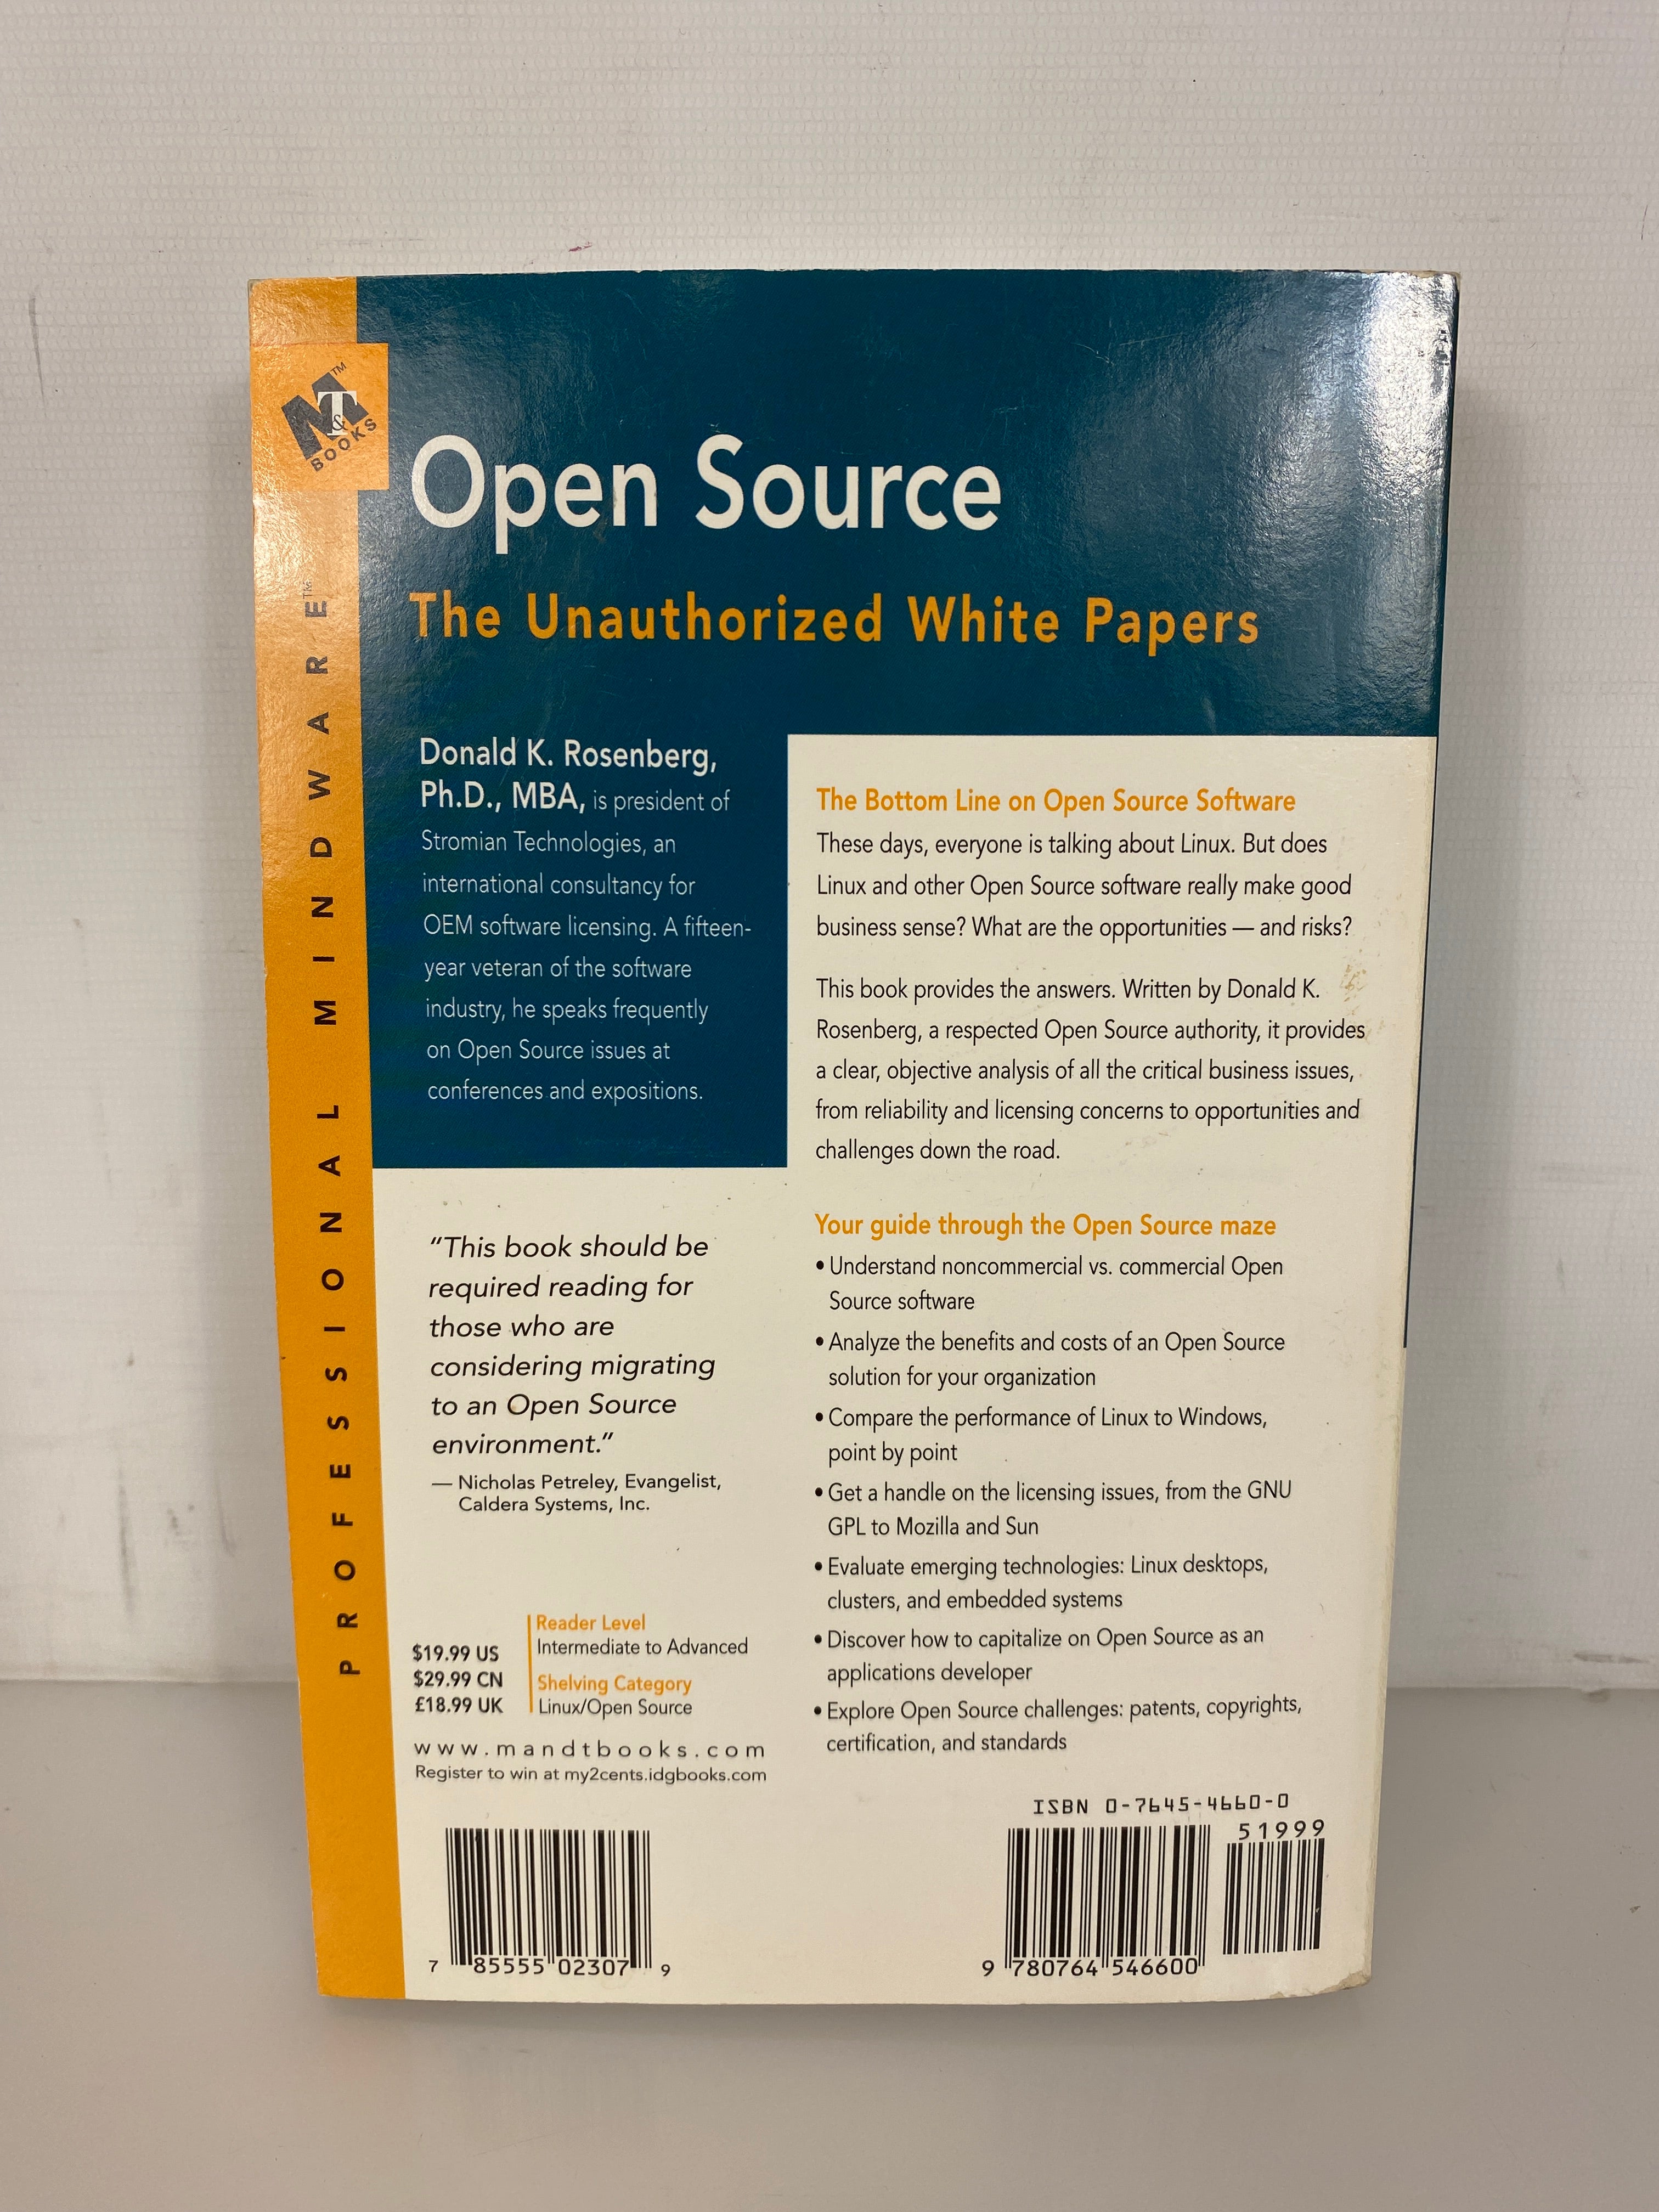 M&T™
BOOKS
PROFESSIONAL MINDWARE™
Open Source
The Unauthorized White Papers
Donald K. Rosenberg,
Ph.D., MBA, is president of
Stromian Technologies, an
international consultancy for
OEM software licensing. A fifteen-
year veteran of the software
industry, he speaks frequently
on Open Source issues at
conferences and expositions.
"This book should be
required reading for
those who are
considering migrating
to an Open Source
environment."
— Nicholas Petreley, Evangelist,
Caldera Systems, Inc.
The Bottom Line on Open Source Software
These days, everyone is talking about Linux. But does
Linux and other Open Source software really make good
business sense? What are the opportunities — and risks?
This book provides the answers. Written by Donald K.
Rosenberg, a respected Open Source authority, it provides
a clear, objective analysis of all the critical business issues,
from reliability and licensing concerns to opportunities and
challenges down the road.
Your guide through the Open Source maze
• Understand noncommercial vs. commercial Open
Source software
• Analyze the benefits and costs of an Open Source
solution for your organization
• Compare the performance of Linux to Windows,
point by point
• Get a handle on the licensing issues, from the GNU
GPL to Mozilla and Sun
• Evaluate emerging technologies: Linux desktops,
clusters, and embedded systems
• Discover how to capitalize on Open Source as an
applications developer
• Explore Open Source challenges: patents, copyrights,
certification, and standards
$19.99 US
$29.99 CN
£18.99 UK
Reader Level
Intermediate to Advanced
Shelving Category
Linux/Open Source
www.mandtbooks.com
Register to win at my2cents.idgbooks.com
7 85555 02307 9
ISBN 0-7645-4660-0
51999
9 780764 546600